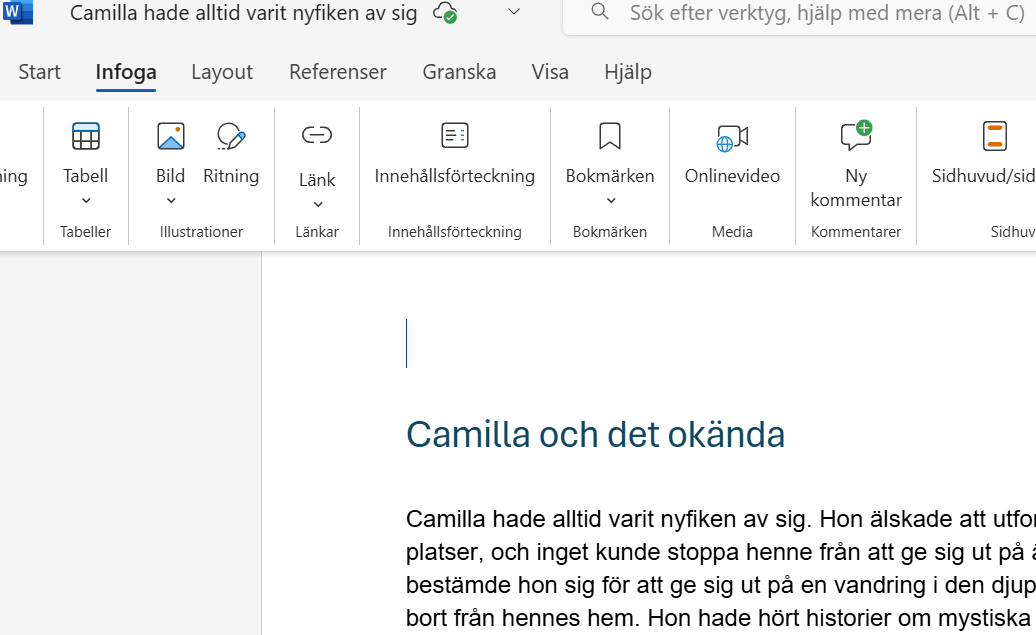 W Camilla hade alltid varit nyfiken av sig Sök efter verktyg, hjälp med mera (Alt + C)
Start Infoga Layout Referenser Granska Visa Hjälp
Tabell Bild Ritning Länk Innehållsförteckning Bokmärken Onlinevideo Ny kommentar
Tabeller Illustrationer Länkar Innehållsförteckning Bokmärken Media Kommentarer
Camilla och det okända
Camilla hade alltid varit nyfiken av sig. Hon älskade att
platser, och inget kunde stoppa henne från att ge sig ut på
bestämde hon sig för att ge sig ut på en vandring i den
bort från hennes hem. Hon hade hört historier om mystiska